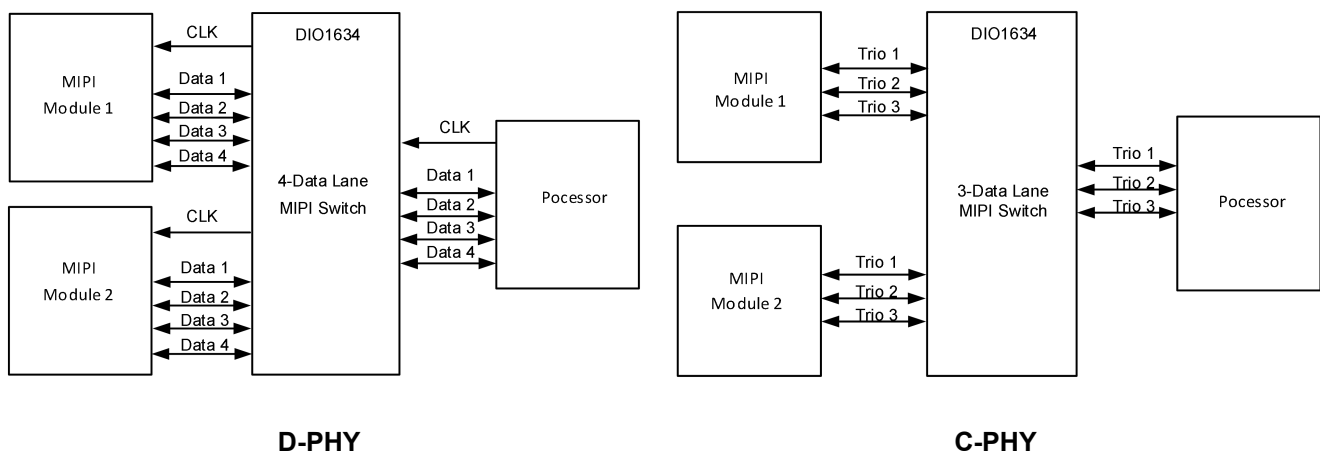 CLK
DIO1634
MIPI
Module 1
Data 1
Data 2
Data 3
Data 4
CLK
4-Data Lane
MIPI Switch
Data 1
Data 2
Data 3
Data 4
Pocessor
CLK
MIPI
Module 2
Data 1
Data 2
Data 3
Data 4
D-PHY
DIO1634
MIPI
Module 1
Trio 1
Trio 2
Trio 3
3-Data Lane
MIPI Switch
Trio 1
Trio 2
Trio 3
Pocessor
MIPI
Module 2
Trio 1
Trio 2
Trio 3
C-PHY